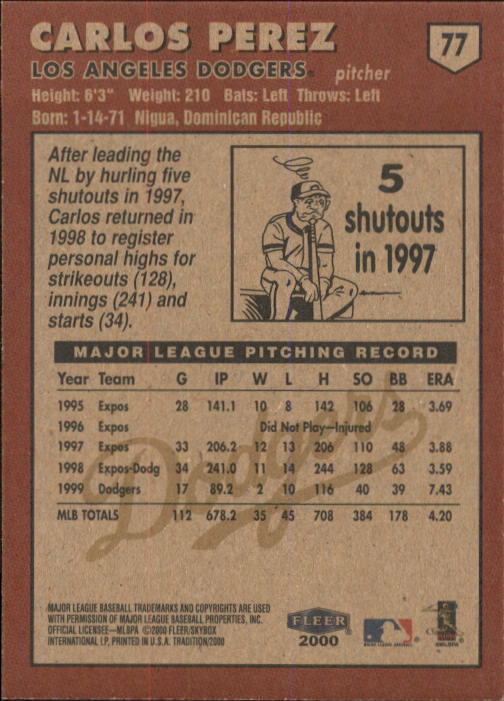 CARLOS PEREZ
77
LOS ANGELES DODGERS® pitcher
Height: 6'3" Weight: 210 Bats: Left Throws: Left
Born: 1-14-71 Nigua, Dominican Republic
After leading the
NL by hurling five
shutouts in 1997,
Carlos returned in
1998 to register
personal highs for
strikeouts (128),
innings (241) and
starts (34).
5
shutouts
in 1997
MAJOR LEAGUE PITCHING RECORD
Year Team G IP W L H SO BB ERA
1995 Expos 28 141.1 10 8 142 106 28 3.69
1996 Expos Did Not Play—Injured
1997 Expos 33 206.2 12 13 206 110 48 3.88
1998 Expos-Dodg 34 241.0 11 14 244 128 63 3.59
1999 Dodgers 17 89.2 2 10 116 40 39 7.43
MLB TOTALS 112 678.2 35 45 708 384 178 4.20
Dodgers
MAJOR LEAGUE BASEBALL TRADEMARKS AND COPYRIGHTS ARE USED
WITH PERMISSION OF MAJOR LEAGUE BASEBALL PROPERTIES, INC.
OFFICIAL LICENSEE—MLBPA ©2000 FLEER/SKYBOX
INTERNATIONAL LP, PRINTED IN U.S.A. TRADITION/2000
FLEER
2000